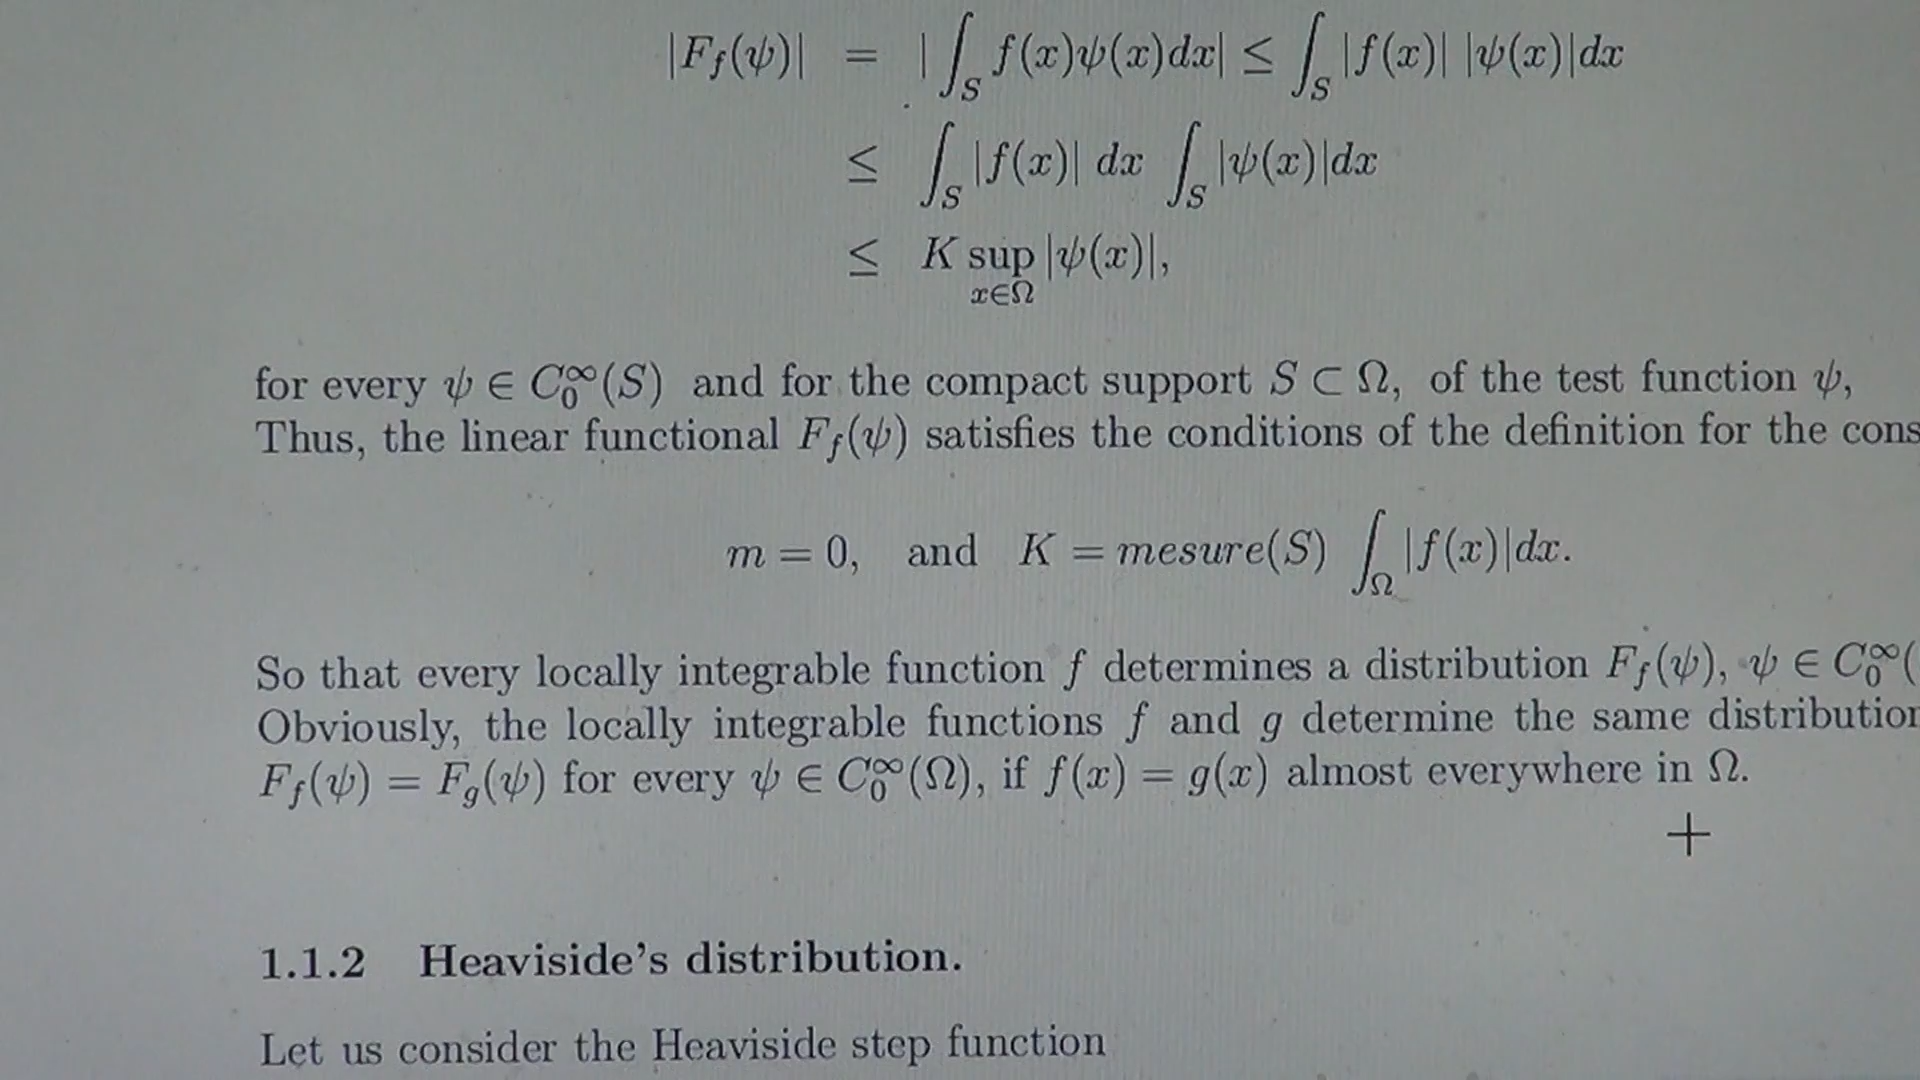 |F_f(ψ)| = |∫_S f(x)ψ(x)dx| ≤ ∫_S |f(x)| |ψ(x)|dx
≤ ∫_S |f(x)| dx ∫_S |ψ(x)|dx
≤ K sup_{x∈Ω} |ψ(x)|,
for every ψ ∈ C_0^∞(S) and for the compact support S ⊂ Ω, of the test function ψ,
Thus, the linear functional F_f(ψ) satisfies the conditions of the definition for the cons
m = 0, and K = mesure(S) ∫_Ω |f(x)|dx.
So that every locally integrable function f determines a distribution F_f(ψ), ψ ∈ C_0^∞(
Obviously, the locally integrable functions f and g determine the same distribution
F_f(ψ) = F_g(ψ) for every ψ ∈ C_0^∞(Ω), if f(x) = g(x) almost everywhere in Ω.
1.1.2 Heaviside's distribution.
Let us consider the Heaviside step function